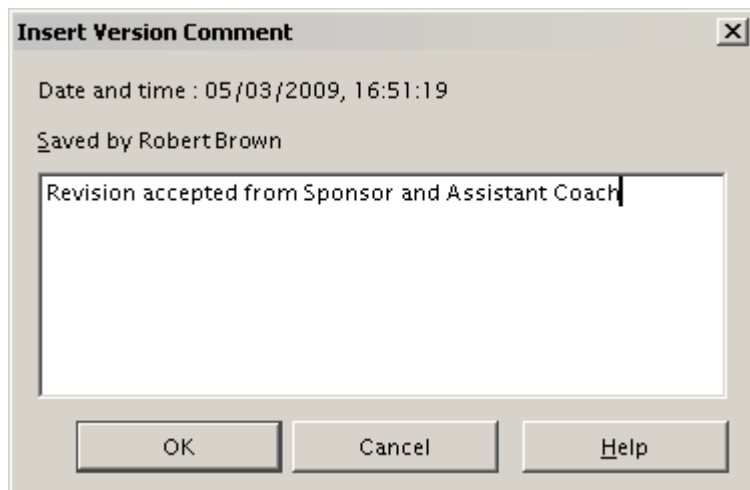 Insert Version Comment
Date and time : 05/03/2009, 16:51:19
Saved by Robert Brown
Revision accepted from Sponsor and Assistant Coach
OK Cancel Help